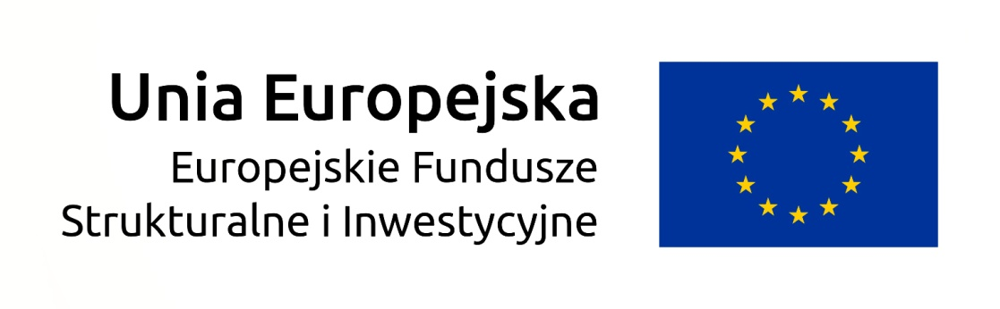 Unia Europejska
Europejskie Fundusze
Strukturalne i Inwestycyjne